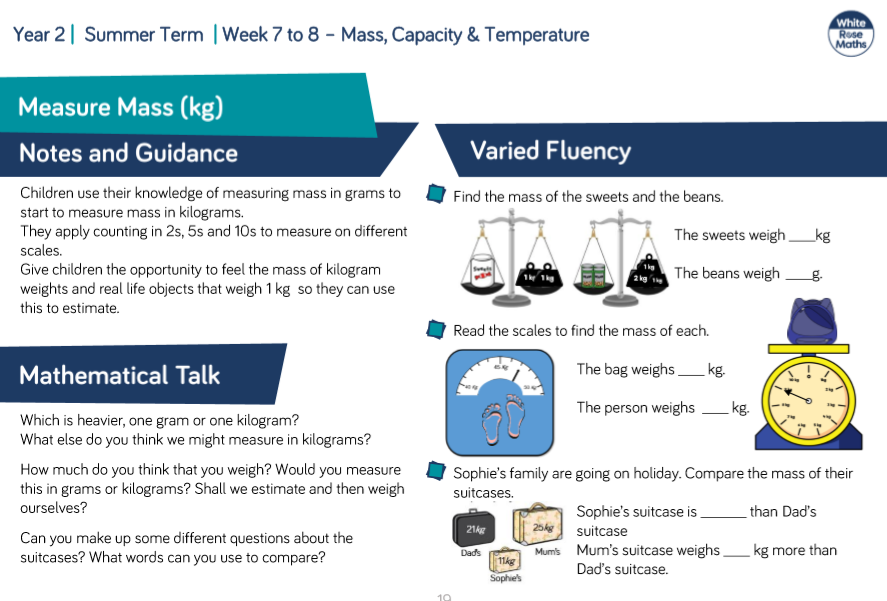 Year 2 | Summer Term | Week 7 to 8 – Mass, Capacity & Temperature
White
Rose
Maths
Measure Mass (kg)
Notes and Guidance
Children use their knowledge of measuring mass in grams to
start to measure mass in kilograms.
They apply counting in 2s, 5s and 10s to measure on different
scales.
Give children the opportunity to feel the mass of kilogram
weights and real life objects that weigh 1 kg so they can use
this to estimate.
Mathematical Talk
Which is heavier, one gram or one kilogram?
What else do you think we might measure in kilograms?
How much do you think that you weigh? Would you measure
this in grams or kilograms? Shall we estimate and then weigh
ourselves?
Can you make up some different questions about the
suitcases? What words can you use to compare?
Varied Fluency
Find the mass of the sweets and the beans.
Sweets
1 kg 1 kg
1 kg
2 kg 1 kg
The sweets weigh ____kg
The beans weigh ____g.
Read the scales to find the mass of each.
40 kg 45 kg 50 kg
The bag weighs ____ kg.
The person weighs ____ kg.
Sophie's family are going on holiday. Compare the mass of their
suitcases.
21kg
25kg
Dad's
Mum's
11kg
Sophie's
Sophie's suitcase is _______ than Dad's
suitcase
Mum's suitcase weighs ____ kg more than
Dad's suitcase.
19